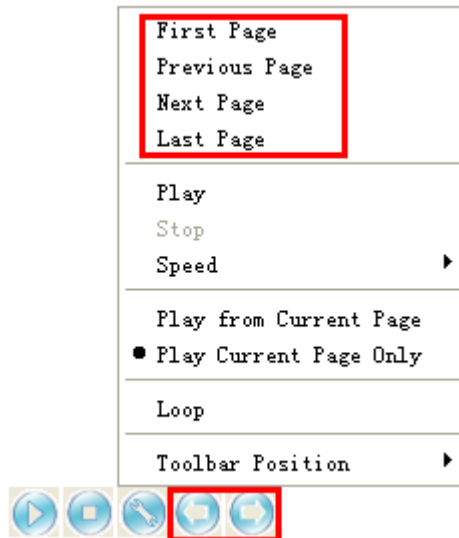 First Page
Previous Page
Next Page
Last Page
Play
Stop
Speed
Play from Current Page
Play Current Page Only
Loop
Toolbar Position